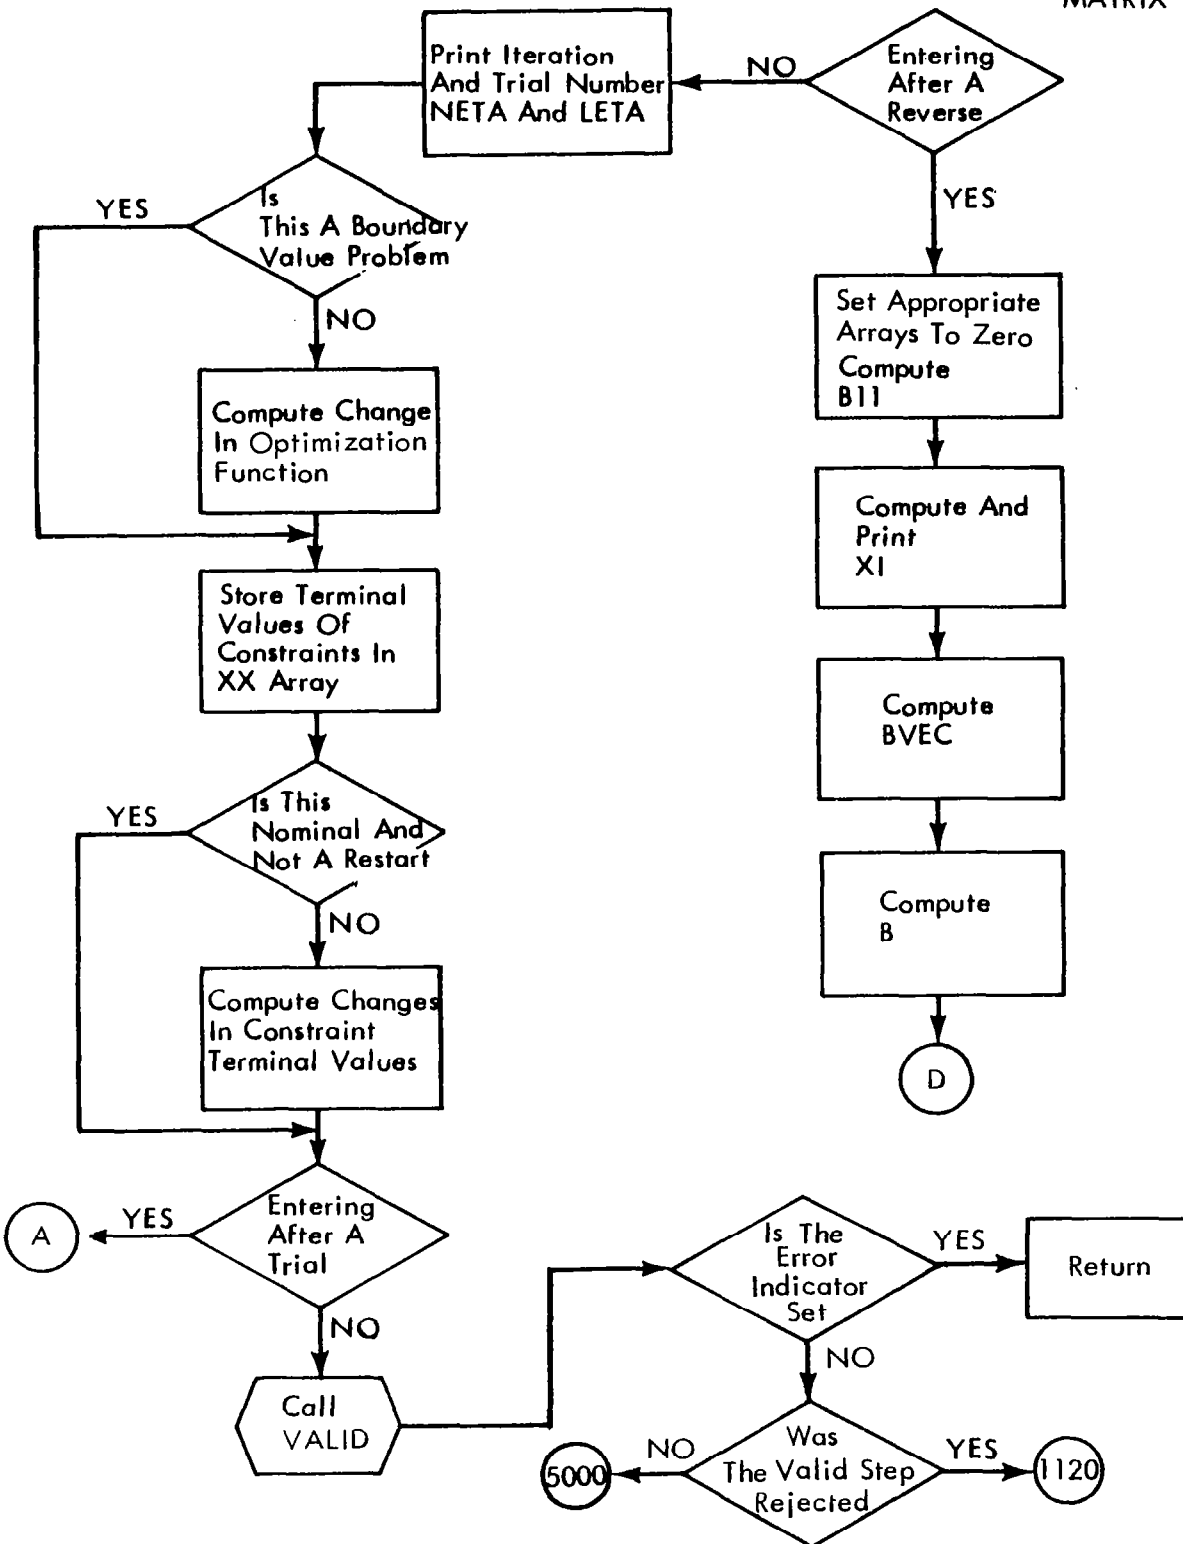 MATRIX
Entering
After A
Reverse
NO
YES
Print Iteration
And Trial Number
NETA And LETA
Is
This A Boundary
Value Problem
YES
NO
Compute Change
In Optimization
Function
Store Terminal
Values Of
Constraints In
XX Array
Is This
Nominal And
Not A Restart
YES
NO
Compute Changes
In Constraint
Terminal Values
Entering
After A
Trial
YES
A
NO
Call
VALID
Set Appropriate
Arrays To Zero
Compute
B11
Compute And
Print
XI
Compute
BVEC
Compute
B
D
Is The
Error
Indicator
Set
YES
Return
NO
Was
The Valid Step
Rejected
NO
5000
YES
1120